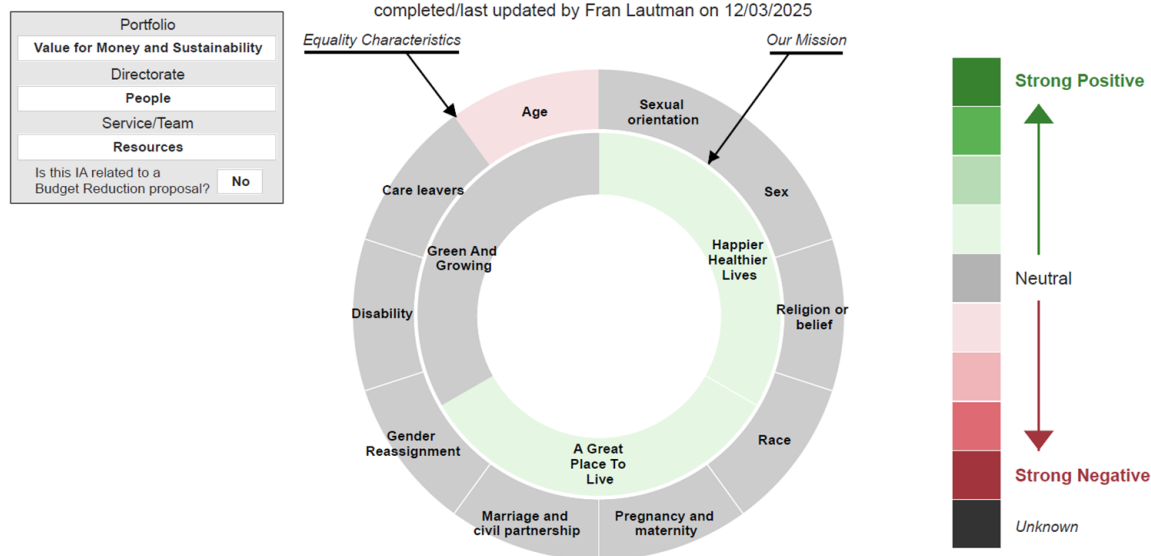 completed/last updated by Fran Lautman on 12/03/2025
Portfolio
Value for Money and Sustainability
Directorate
People
Service/Team
Resources
Is this IA related to a
Budget Reduction proposal?
No
Equality Characteristics
Our Mission
Age
Sexual
orientation
Care leavers
Sex
Green And
Growing
Happier
Healthier
Lives
Disability
Religion or
belief
Gender
Reassignment
Race
A Great
Place To
Live
Marriage and
civil partnership
Pregnancy and
maternity
Strong Positive
Neutral
Strong Negative
Unknown